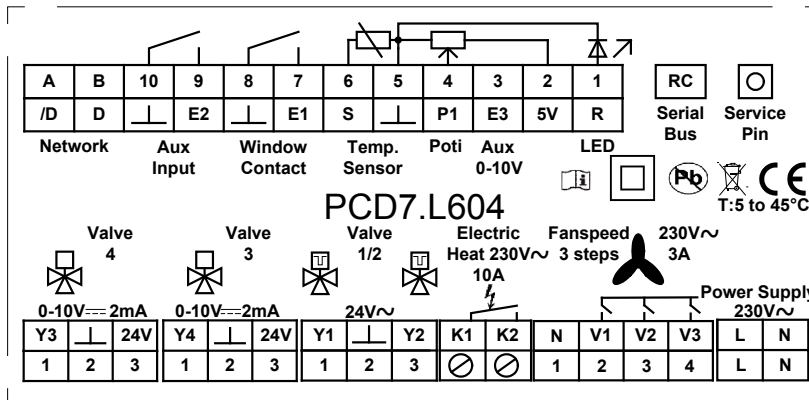 A B 10 9 8 7 6 5 4 3 2 1 RC
/D D ⊥ E2 ⊥ E1 S ⊥ P1 E3 5V R Serial Bus Service Pin
Network Aux Input Window Contact Temp. Sensor Poti Aux 0-10V LED
Pb CE
T:5 to 45°C
PCD7.L604
Valve 4 Valve 3 Valve 1/2 Electric Heat 230V~ 10A Fanspeed 3 steps 230V~ 3A
0-10V⎓2mA 0-10V⎓2mA 24V~ Power Supply 230V~
Y3 ⊥ 24V Y4 ⊥ 24V Y1 ⊥ Y2 K1 K2 N V1 V2 V3 L N
1 2 3 1 2 3 1 2 3 1 2 3 4 L N